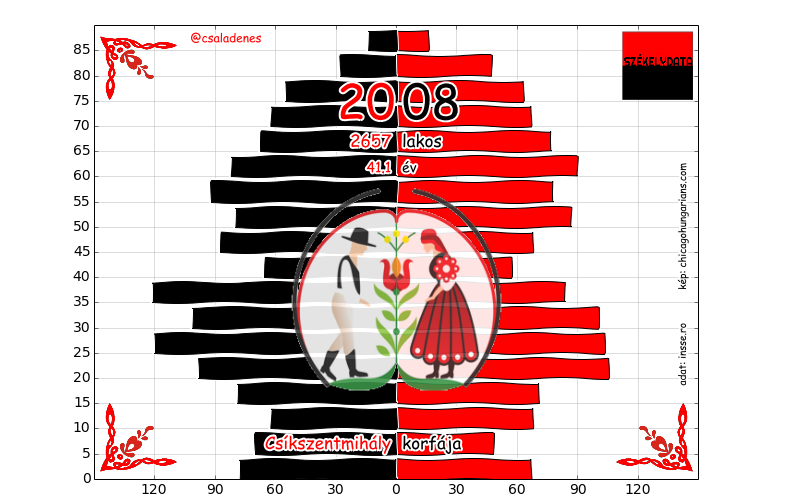 @csaladenes
SZÉKELYDATA
2008
2657 lakos
41.1 év
kép: chicagohungarians.com
adat: insse.ro
Csíkszentmihály korfája
85
80
75
70
65
60
55
50
45
40
35
30
25
20
15
10
5
0
120 90 60 30 0 30 60 90 120